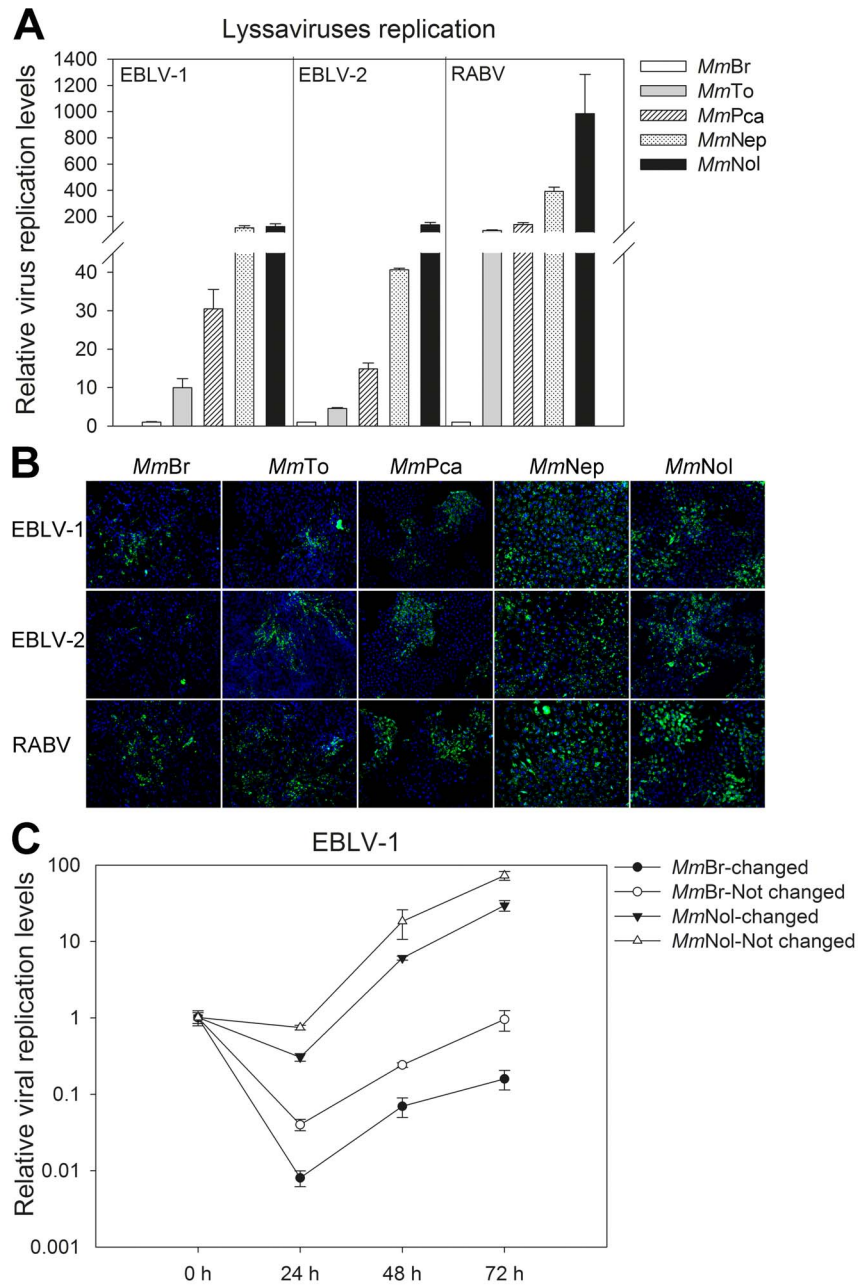 A
Lyssaviruses replication
Relative virus replication levels
1400
1200
1000
800
600
400
200
40
30
20
10
0
EBLV-1
EBLV-2
RABV
MmBr
MmTo
MmPca
MmNep
MmNol
B
MmBr MmTo MmPca MmNep MmNol
EBLV-1
EBLV-2
RABV
C
EBLV-1
Relative viral replication levels
100
10
1
0.1
0.01
0.001
0 h 24 h 48 h 72 h
MmBr-changed
MmBr-Not changed
MmNol-changed
MmNol-Not changed